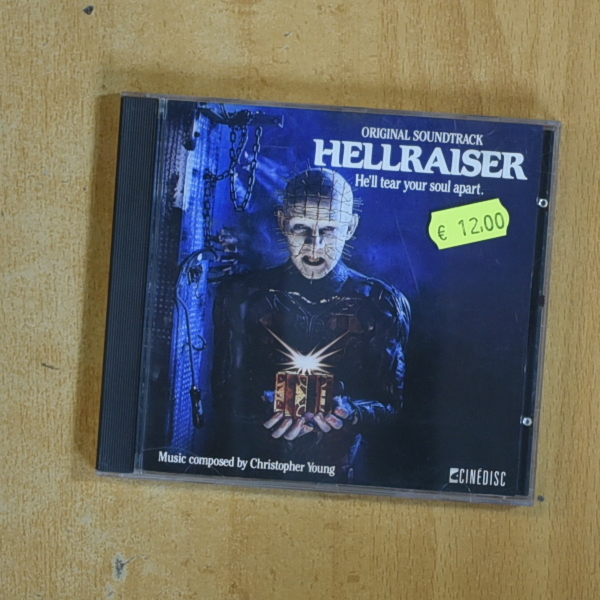 ORIGINAL SOUNDTRACK
HELLRAISER
He'll tear your soul apart.
€ 12,00
Music composed by Christopher Young
CINÉDISC